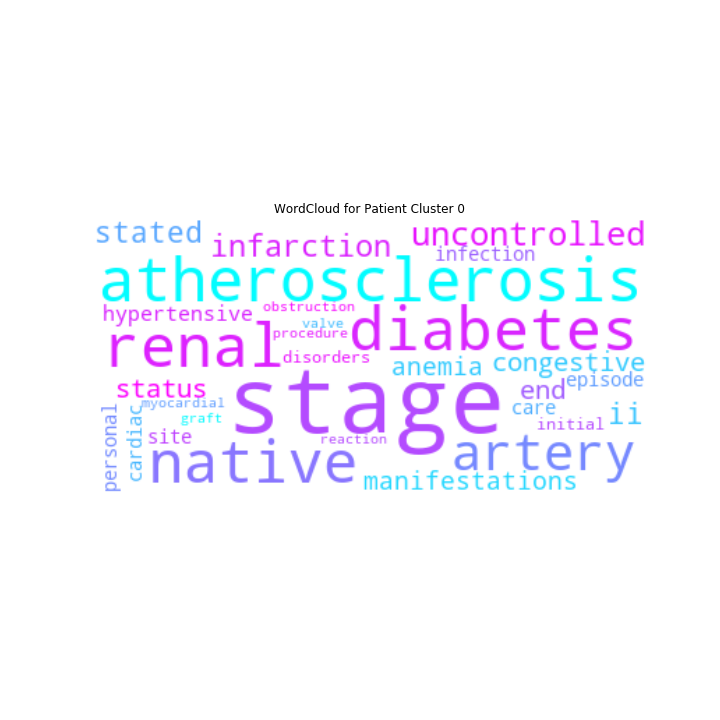 WordCloud for Patient Cluster 0
stated
infarction
uncontrolled
infection
atherosclerosis
hypertensive
obstruction
valve
procedure
diabetes
renal
disorders
anemia
congestive
stage
status
end
episode
myocardial
care
ii
personal
cardiac
graft
initial
site
reaction
native
artery
manifestations